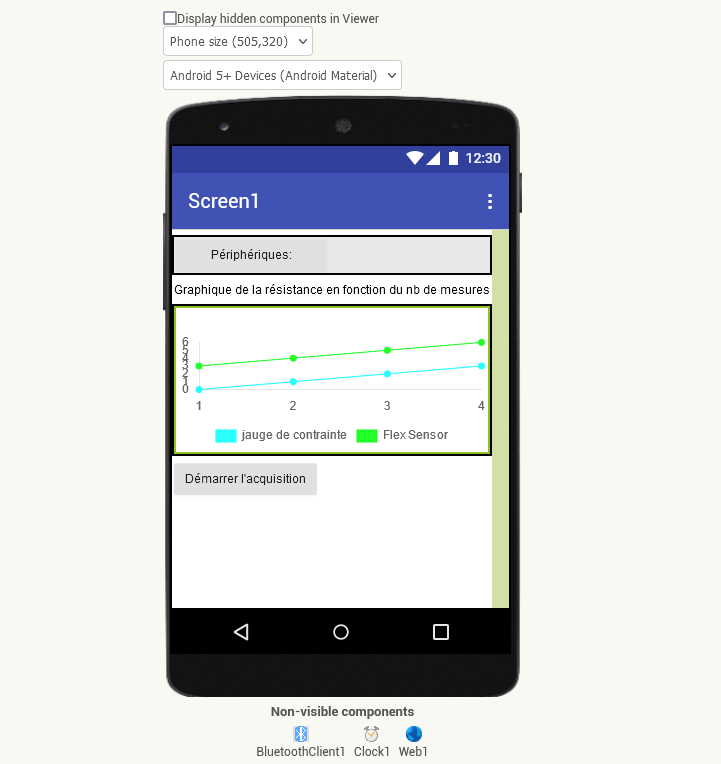 Display hidden components in Viewer
Phone size (505,320)
Android 5+ Devices (Android Material)
12:30
Screen1
Périphériques:
Graphique de la résistance en fonction du nb de mesures
6
5
4
3
2
1
0
1 2 3 4
jauge de contrainte Flex Sensor
Démarrer l'acquisition
Non-visible components
BluetoothClient1 Clock1 Web1